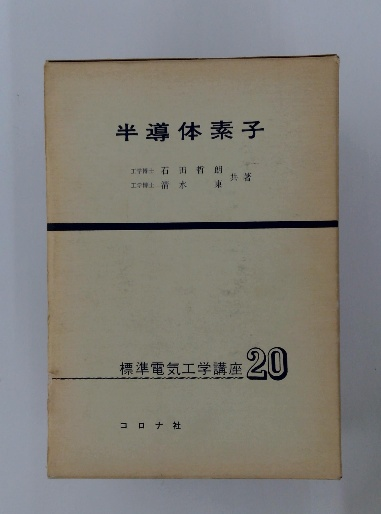 半導体素子
工学博士 石田哲朗
工学博士 清水東 共著
標準電気工学講座 20
コロナ社